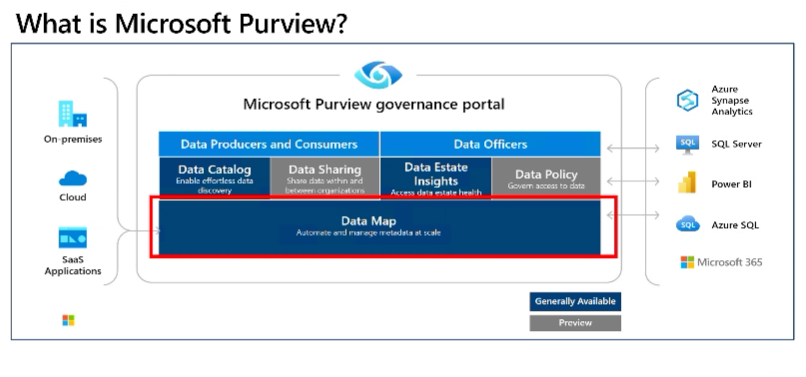 What is Microsoft Purview?
Microsoft Purview governance portal
On-premises
Cloud
SaaS
Applications
Data Producers and Consumers
Data Officers
Data Catalog
Enable effortless data
discovery
Data Sharing
Share data within and
between organizations
Data Estate
Insights
Access data estate health
Data Policy
Govern access to data
Data Map
Automate and manage metadata at scale
Azure
Synapse
Analytics
SQL
SQL Server
Power BI
SQL
Azure SQL
Microsoft 365
Generally Available
Preview